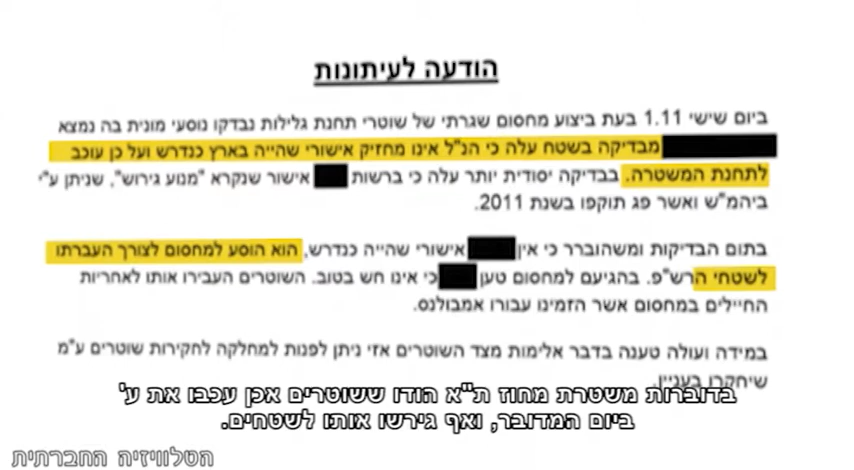 הודעה לעיתונות
ביום שישי 1.11 בעת ביצוע מחסום שגרתי של שוטרי תחנת גלילות נבדקו נוסעי מונית בה נמצא
מבדיקה בשטח עלה כי הנ"ל אינו מחזיק אישורי שהייה בארץ כנדרש ועל כן עוכב
לתחנת המשטרה. בבדיקה יסודית יותר עלה כי ברשות אישור שנקרא "מנוע גירוש", שניתן ע"י
ביהמ"ש ואשר פג תוקפו בשנת 2011.
בתום הבדיקות ומשהוברר כי אין אישורי שהייה כנדרש, הוא הוסע למחסום לצורך העברתו
לשטחי הרש"פ. בהגיעם למחסום טען כי אינו חש בטוב. השוטרים העבירו אותו לאחריות
החיילים במחסום אשר הזמינו עבורו אמבולנס.
במידה ועולה טענה בדבר אלימות מצד השוטרים אזי ניתן לפנות למחלקה לחקירות שוטרים ע"מ
שיחקרו בעניין.
בדוברות משטרת מחוז ת"א הודו ששוטרים אכן עכבו את ע'
ביום המדובר, ואף גירשו אותו לשטחים.
הטלוויזיה החברתית